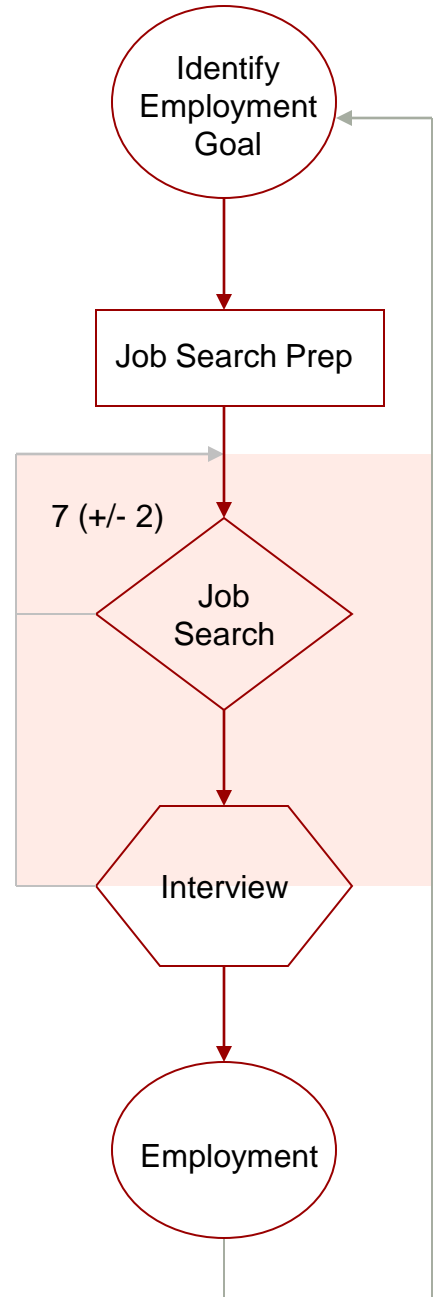 Identify
Employment
Goal
Job Search Prep
7 (+/- 2)
Job
Search
Interview
Employment